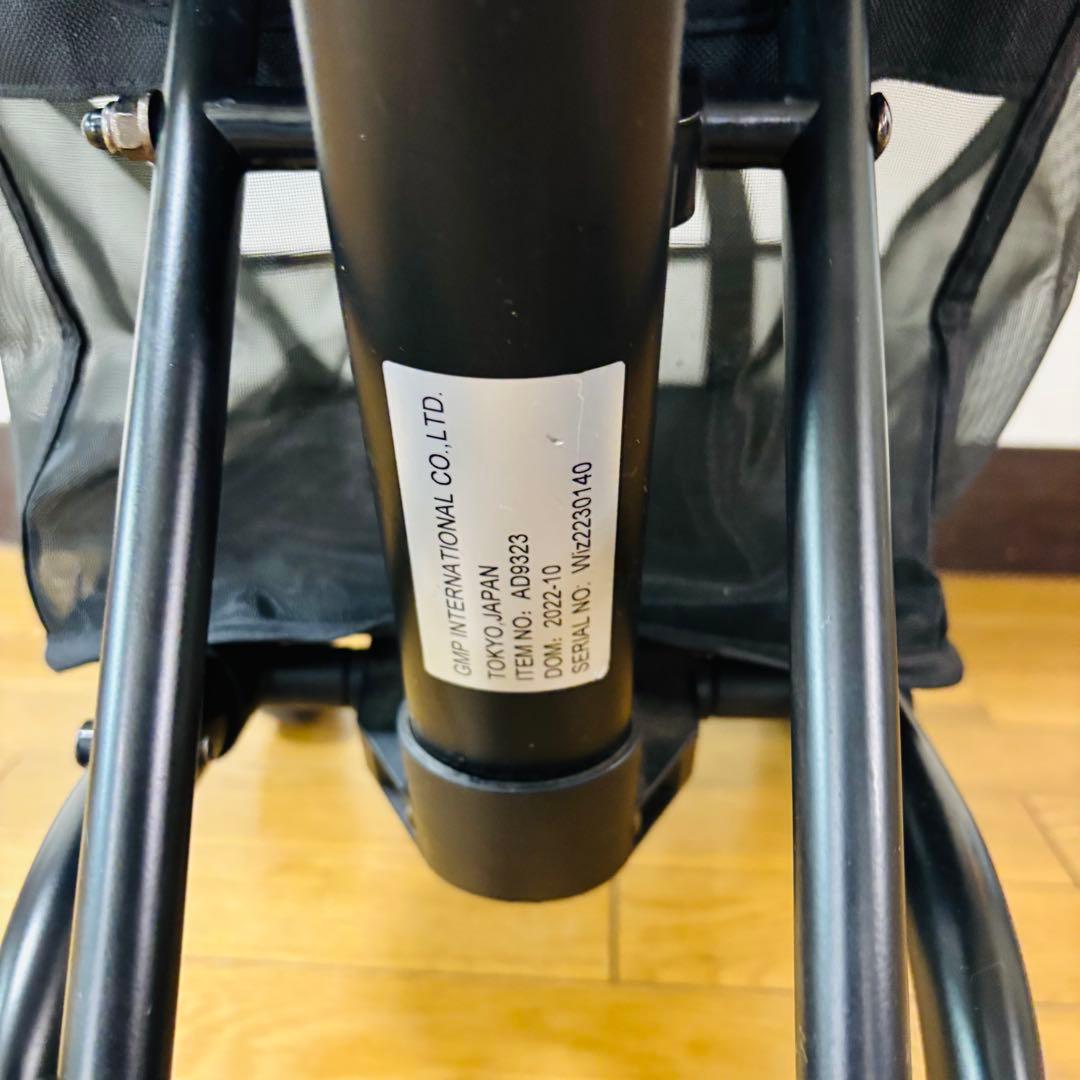 GMP INTERNATIONAL CO.,LTD.
TOKYO,JAPAN
ITEM NO: AD9323
DOM: 2022-10
SERIAL NO: Wiz2230140